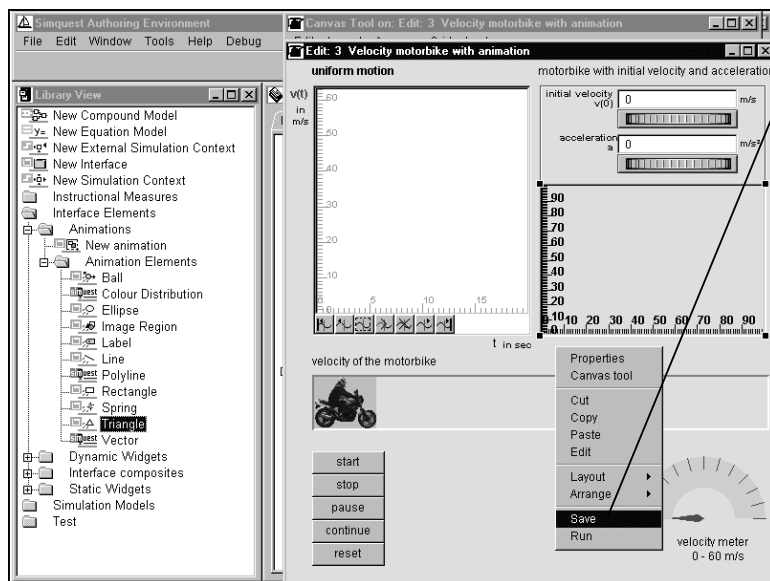 Simquest Authoring Environment
File Edit Window Tools Help Debug
Library View
New Compound Model
y= New Equation Model
New External Simulation Context
New Interface
New Simulation Context
Instructional Measures
Interface Elements
Animations
New animation
Animation Elements
Ball
Colour Distribution
Ellipse
Image Region
Label
Line
Polyline
Rectangle
Spring
Triangle
Vector
Dynamic Widgets
Interface composites
Static Widgets
Simulation Models
Test
Canvas Tool on: Edit: 3 Velocity motorbike with animation
Edit: 3 Velocity motorbike with animation
uniform motion
v(t)
in
m/s
60
50
40
30
20
10
0
0 5 10 15
t in sec
motorbike with initial velocity and acceleration
initial velocity
v(0)
0
m/s
acceleration
a
0
m/s²
90
80
70
60
50
40
30
20
10
0
0 10 20 30 40 50 60 70 80 90
velocity of the motorbike
start
stop
pause
continue
reset
Properties
Canvas tool
Cut
Copy
Paste
Edit
Layout
Arrange
Save
Run
velocity meter
0 - 60 m/s